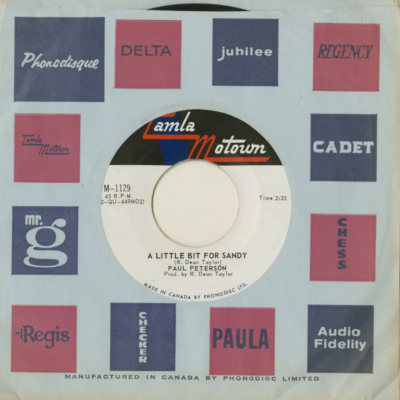 Phonodisque
DELTA
jubilee
REGENCY
Tamla
Motown
Tamla Motown
CADET
M-1129
45 R.P.M.
Time 2:33
mr. g
CHESS
A LITTLE BIT FOR SANDY
(R. Dean Taylor)
PAUL PETERSON
Prod. by R. Dean Taylor
MADE IN CANADA BY PHONODISC LTD.
Regis
CHECKER
PAULA
Audio
Fidelity
MANUFACTURED IN CANADA BY PHONODISC LIMITED